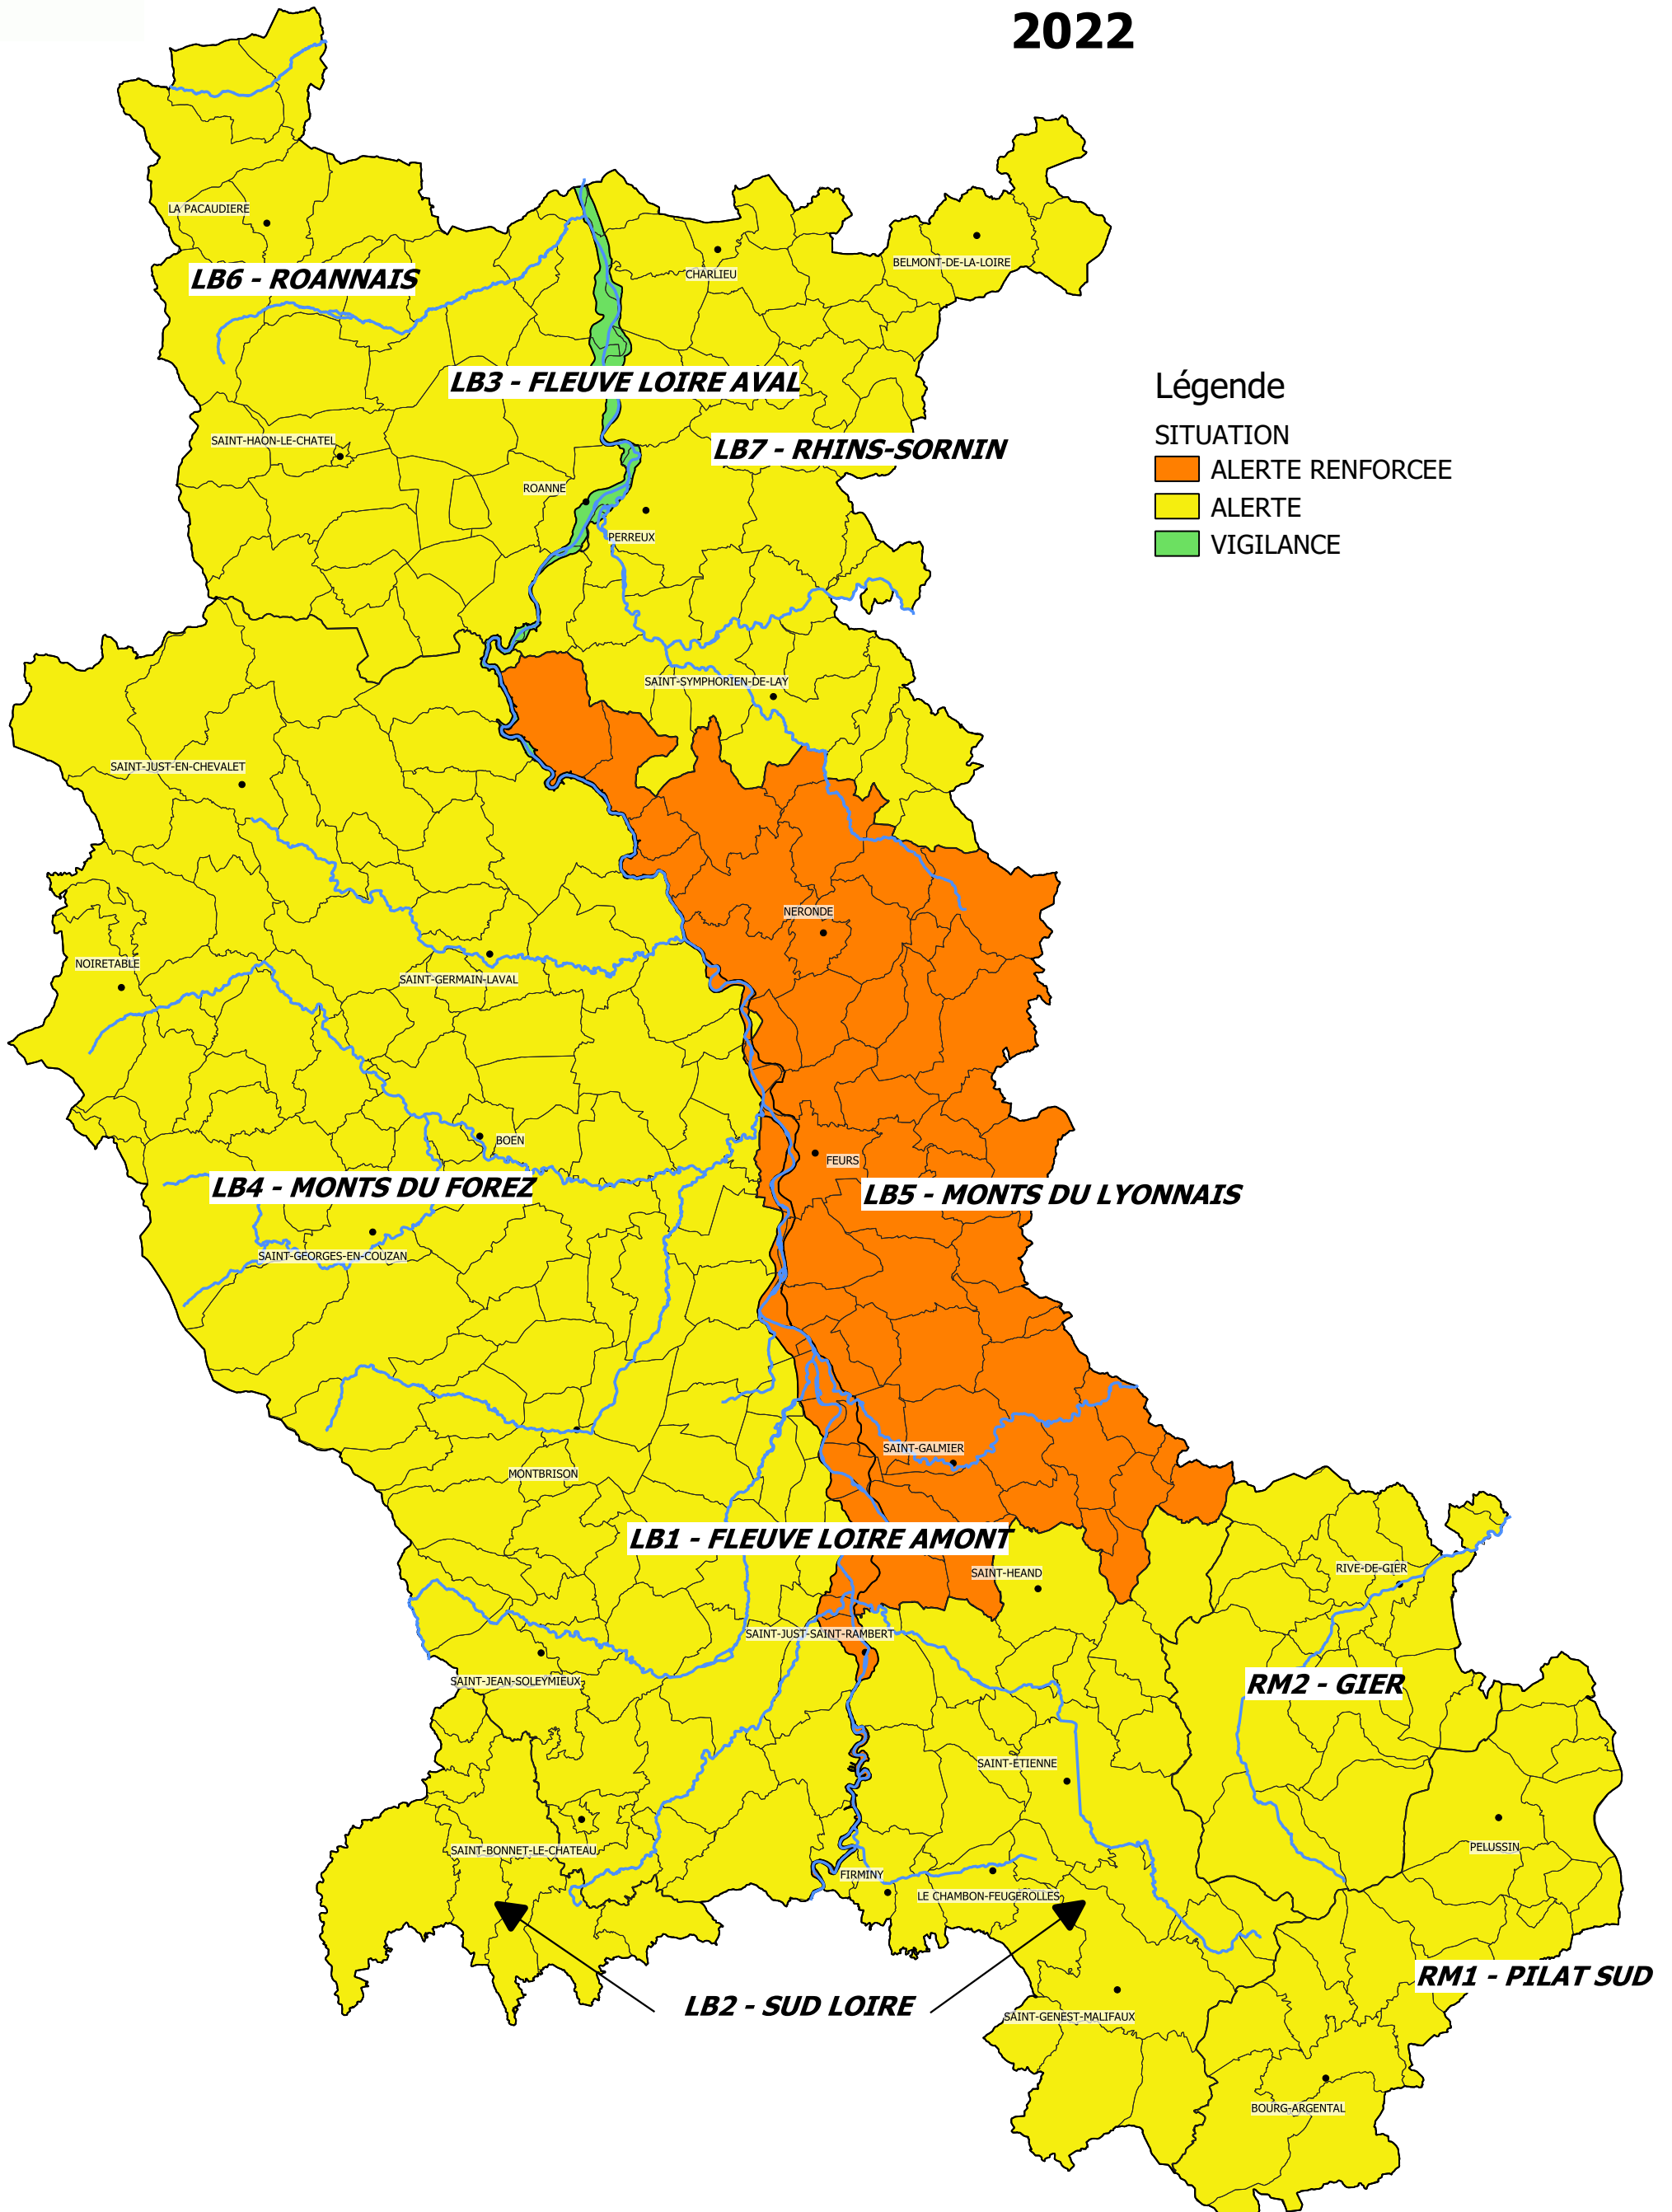 2022
LA PACAUDIERE
BELMONT-DE-LA-LOIRE
CHARLIEU
LB6 - ROANNAIS
LB3 - FLEUVE LOIRE AVAL
Légende
SITUATION
ALERTE RENFORCEE
ALERTE
VIGILANCE
SAINT-HAON-LE-CHATEL
LB7 - RHINS-SORNIN
ROANNE
PERREUX
SAINT-SYMPHORIEN-DE-LAY
SAINT-JUST-EN-CHEVALET
NERONDE
NOIRETABLE
SAINT-GERMAIN-LAVAL
BOEN
FEURS
LB4 - MONTS DU FOREZ
LB5 - MONTS DU LYONNAIS
SAINT-GEORGES-EN-COUZAN
SAINT-GALMIER
MONTBRISON
LB1 - FLEUVE LOIRE AMONT
SAINT-HEAND
RIVE-DE-GIER
SAINT-JUST-SAINT-RAMBERT
SAINT-JEAN-SOLEYMIEUX
RM2 - GIER
SAINT-ETIENNE
SAINT-BONNET-LE-CHATEAU
PELUSSIN
FIRMINY
LE CHAMBON-FEUGEROLLES
RM1 - PILAT SUD
LB2 - SUD LOIRE
SAINT-GENEST-MALIFAUX
BOURG-ARGENTAL